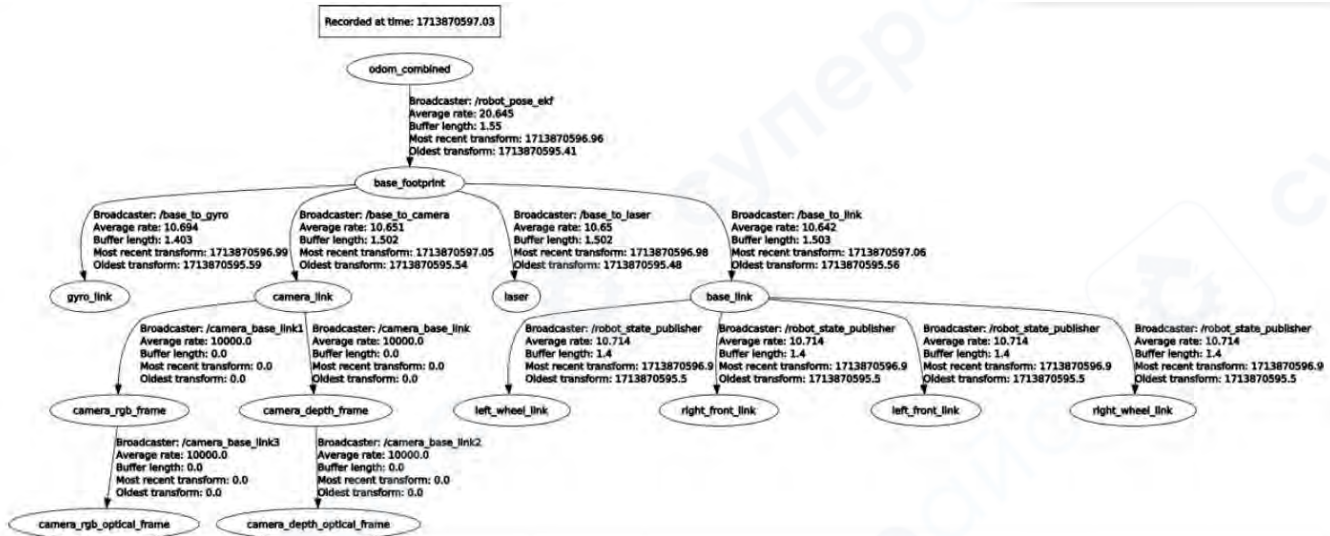 Recorded at time: 1713870597.03
odom_combined
Broadcaster: /robot_pose_ekf
Average rate: 20.645
Buffer length: 1.55
Most recent transform: 1713870596.96
Oldest transform: 1713870595.41
base_footprint
Broadcaster: /base_to_gyro
Average rate: 10.694
Buffer length: 1.403
Most recent transform: 1713870596.99
Oldest transform: 1713870595.59
Broadcaster: /base_to_camera
Average rate: 10.651
Buffer length: 1.502
Most recent transform: 1713870597.05
Oldest transform: 1713870595.54
Broadcaster: /base_to_laser
Average rate: 10.65
Buffer length: 1.502
Most recent transform: 1713870596.98
Oldest transform: 1713870595.48
Broadcaster: /base_to_link
Average rate: 10.642
Buffer length: 1.503
Most recent transform: 1713870597.06
Oldest transform: 1713870595.56
gyro_link
camera_link
laser
base_link
Broadcaster: /camera_base_link1
Average rate: 10000.0
Buffer length: 0.0
Most recent transform: 0.0
Oldest transform: 0.0
Broadcaster: /camera_base_link
Average rate: 10000.0
Buffer length: 0.0
Most recent transform: 0.0
Oldest transform: 0.0
Broadcaster: /robot_state_publisher
Average rate: 10.714
Buffer length: 1.4
Most recent transform: 1713870596.9
Oldest transform: 1713870595.5
Broadcaster: /robot_state_publisher
Average rate: 10.714
Buffer length: 1.4
Most recent transform: 1713870596.9
Oldest transform: 1713870595.5
Broadcaster: /robot_state_publisher
Average rate: 10.714
Buffer length: 1.4
Most recent transform: 1713870596.9
Oldest transform: 1713870595.5
Broadcaster: /robot_state_publisher
Average rate: 10.714
Buffer length: 1.4
Most recent transform: 1713870596.9
Oldest transform: 1713870595.5
camera_rgb_frame
camera_depth_frame
left_wheel_link
right_front_link
left_front_link
right_wheel_link
Broadcaster: /camera_base_link3
Average rate: 10000.0
Buffer length: 0.0
Most recent transform: 0.0
Oldest transform: 0.0
Broadcaster: /camera_base_link2
Average rate: 10000.0
Buffer length: 0.0
Most recent transform: 0.0
Oldest transform: 0.0
camera_rgb_optical_frame
camera_depth_optical_frame